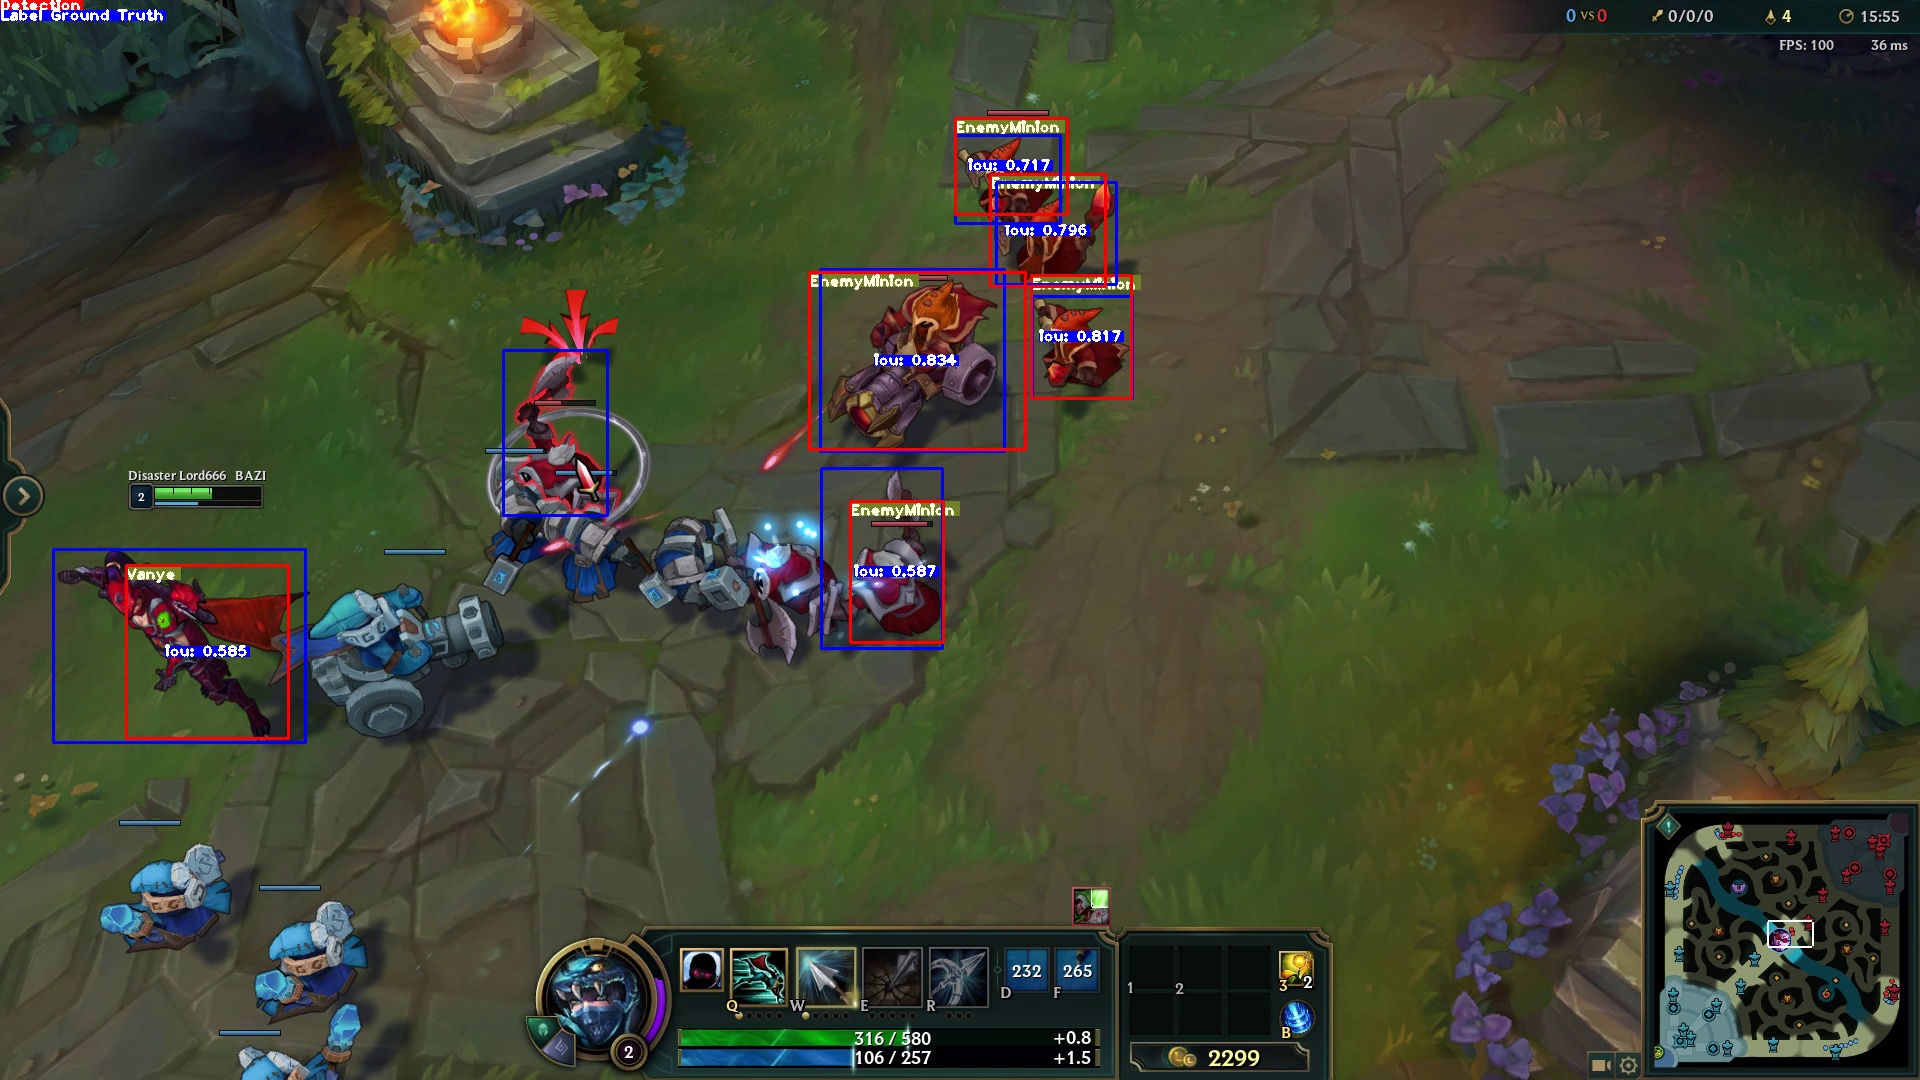 Detection
Label Ground Truth
0 VS 0
0/0/0
4
15:55
FPS: 100
36 ms
EnemyMinion
Iou: 0.717
EnemyMinion
Iou: 0.796
EnemyMinion
EnemyMinion
Iou: 0.817
Iou: 0.834
Disaster Lord666 BAZI
2
EnemyMinion
Iou: 0.587
Vanye
Iou: 0.585
Q
W
E
R
232
D
265
F
1
2
3
2
B
2
316 / 580
+0.8
106 / 257
+1.5
2299